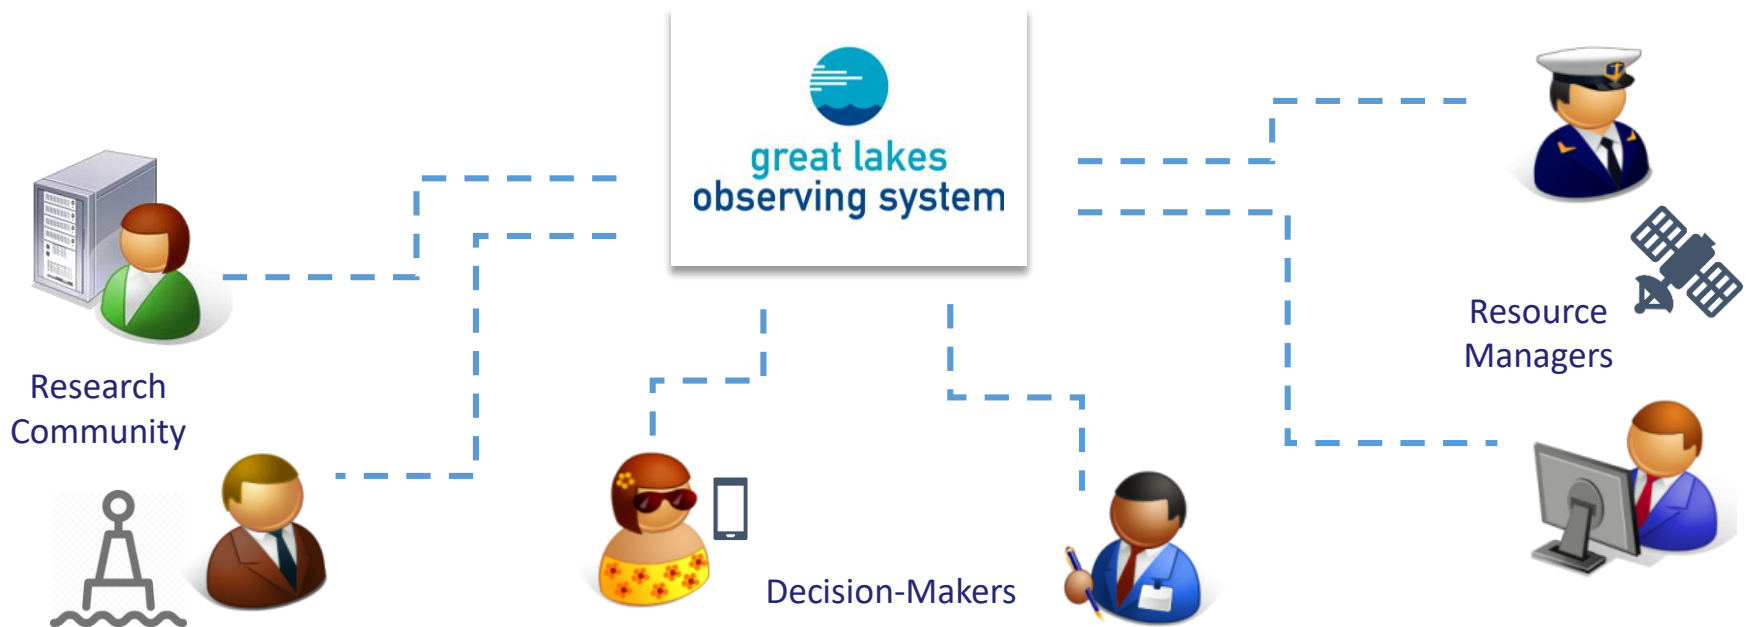 great lakes
observing system
Research
Community
Decision-Makers
Resource
Managers